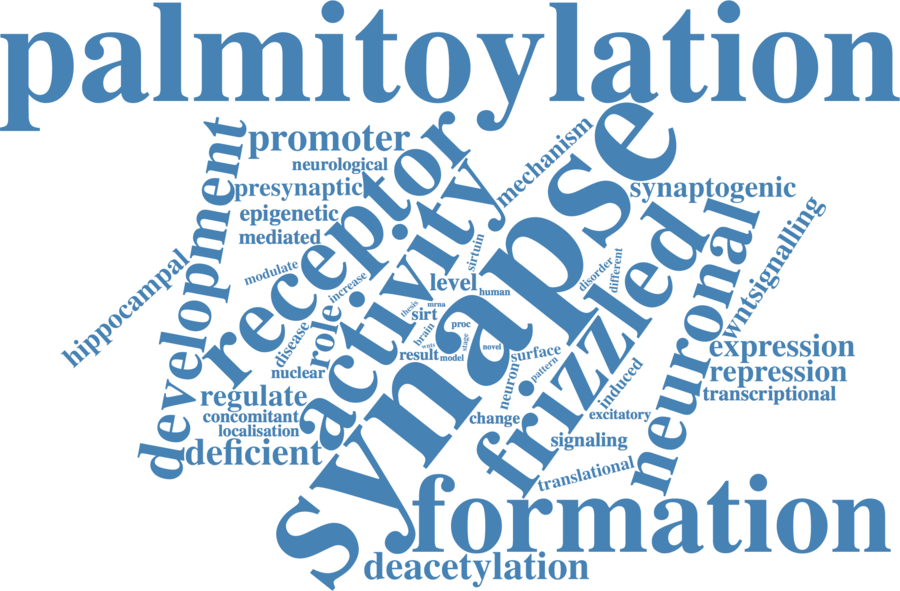 palmitoylation
synapse
formation
receptor
activity
frizzled
neuronal
development
promoter
neurological
presynaptic
epigenetic
mediated
modulate
increase
mechanism
synaptogenic
hippocampal
wntsignalling
sirtuin
level
human
disorder
different
thesis
mrna
sirt
brain
proc
wnts
stage
novel
result
model
surface
pattern
neuron
role
disease
nuclear
regulate
concomitant
localisation
deficient
change
induced
excitatory
signaling
translational
expression
repression
transcriptional
deacetylation